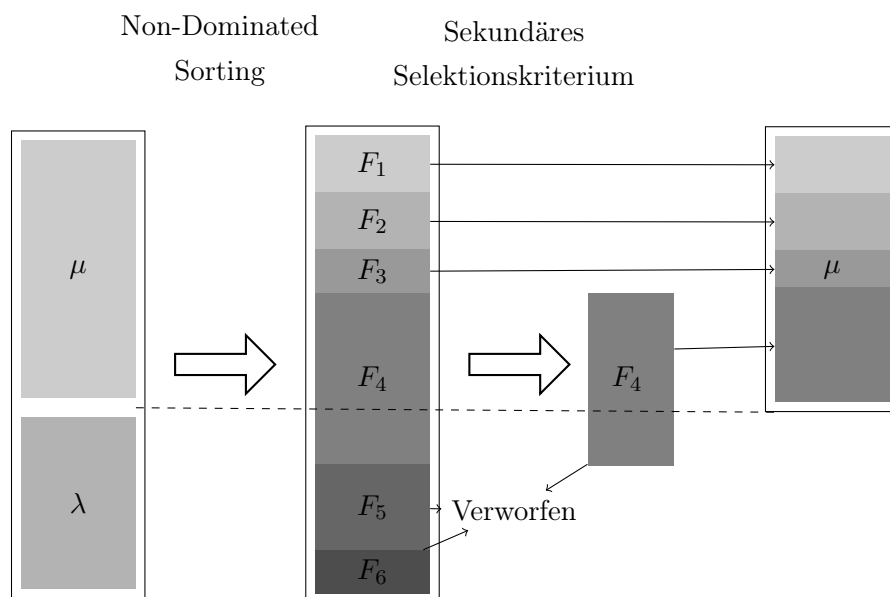 Non-Dominated
Sorting
Sekundäres
Selektionskriterium
μ
λ
F₁
F₂
F₃
F₄
F₅
F₆
F₄
Verworfen
μ